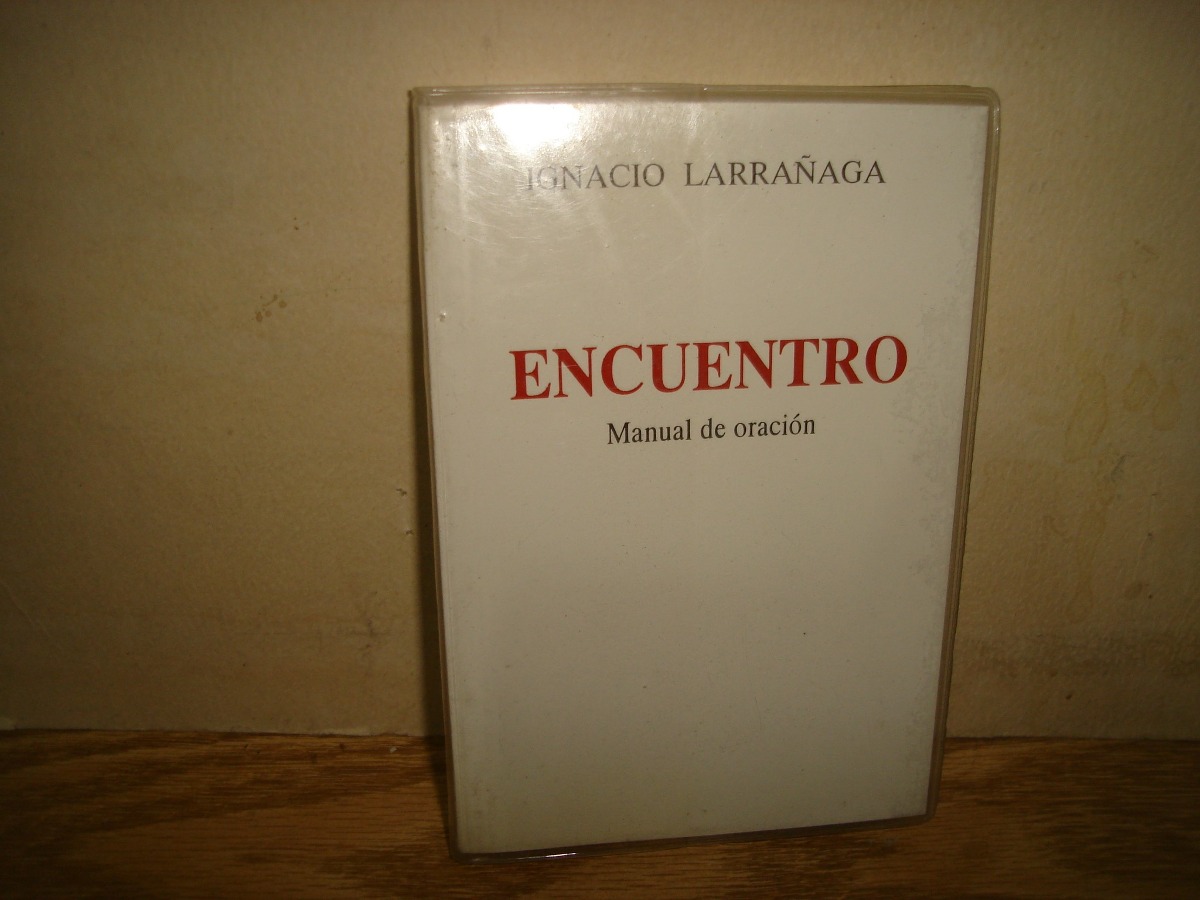 IGNACIO LARRAÑAGA
ENCUENTRO
Manual de oración